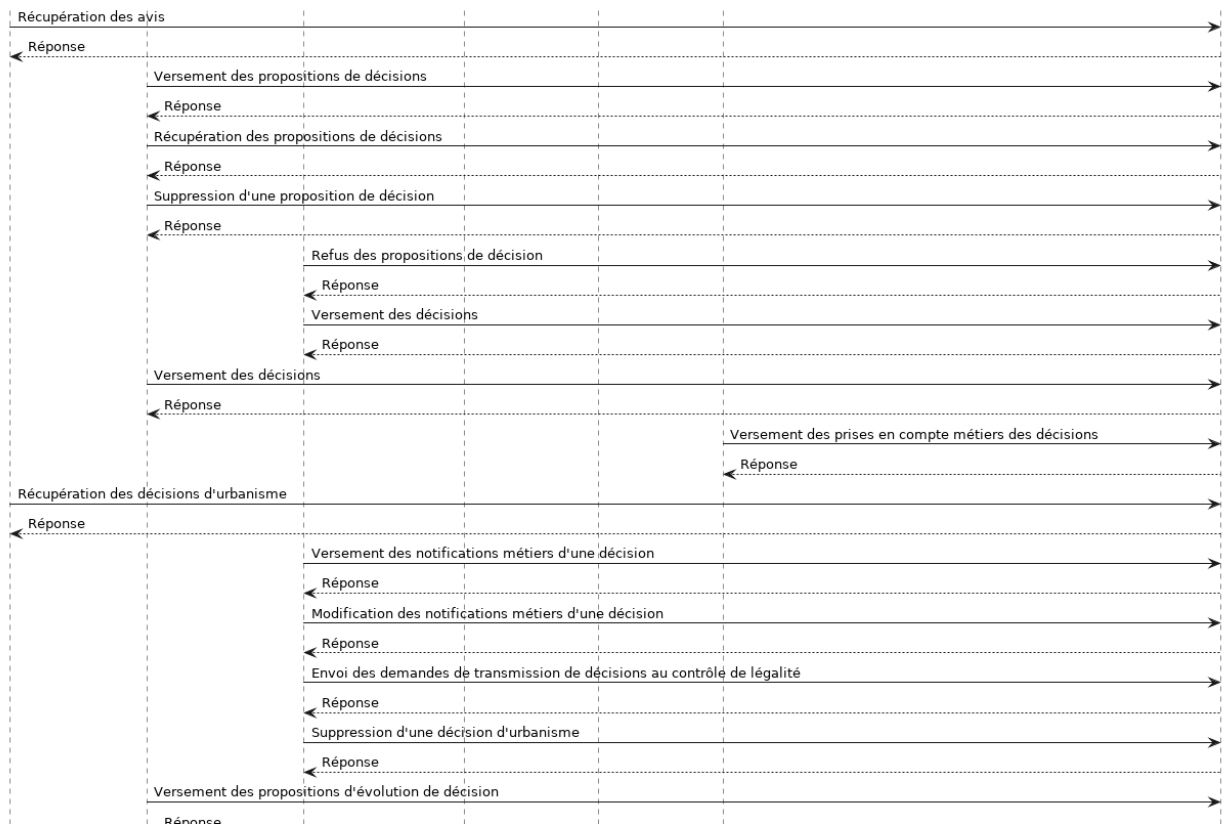 Récupération des avis
Réponse
Versement des propositions de décisions
Réponse
Récupération des propositions de décisions
Réponse
Suppression d'une proposition de décision
Réponse
Refus des propositions de décision
Réponse
Versement des décisions
Réponse
Versement des décisions
Réponse
Versement des prises en compte métiers des décisions
Réponse
Récupération des décisions d'urbanisme
Réponse
Versement des notifications métiers d'une décision
Réponse
Modification des notifications métiers d'une décision
Réponse
Envoi des demandes de transmission de décisions au contrôle de légalité
Réponse
Suppression d'une décision d'urbanisme
Réponse
Versement des propositions d'évolution de décision
Réponse